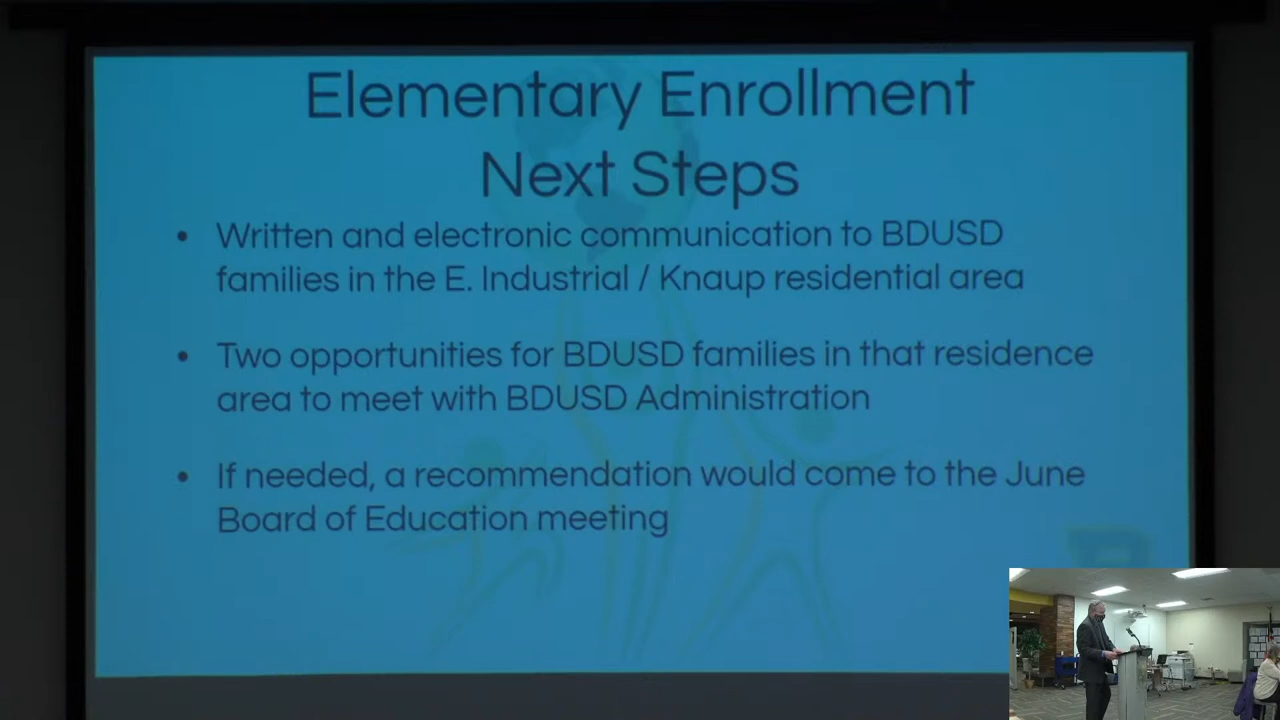 Elementary Enrollment
Next Steps
• Written and electronic communication to BDUSD
families in the E. Industrial / Knaup residential area
• Two opportunities for BDUSD families in that residence
area to meet with BDUSD Administration
• If needed, a recommendation would come to the June
Board of Education meeting